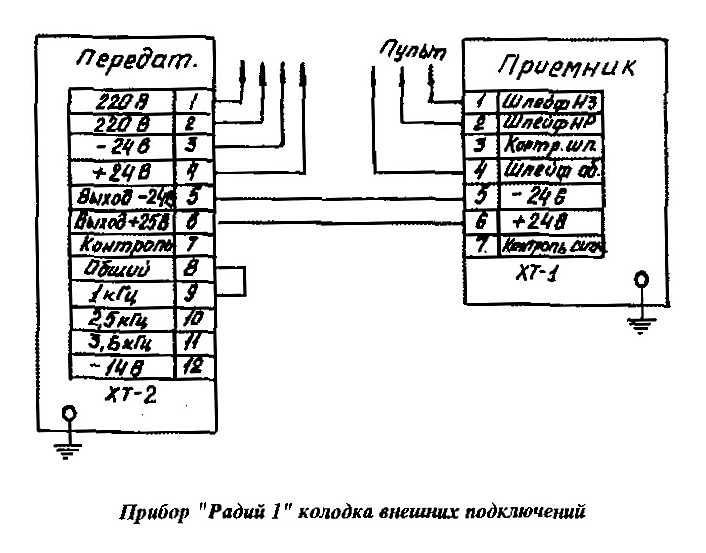 Передат.
220 В 1
220 В 2
- 24 В 3
+ 24 В 4
Выход -24В 5
Выход +25В 6
Контроль 7
Общий 8
1 кГц 9
2,5 кГц 10
3,6 кГц 11
- 14 В 12
ХТ-2
Пульт
Приемник
1 Шлейф НЗ
2 Шлейф НР
3 Контр. шл.
4 Шлейф об.
5 - 24 В
6 + 24 В
7. Контроль сигн.
ХТ-1
Прибор "Радий 1" колодка внешних подключений